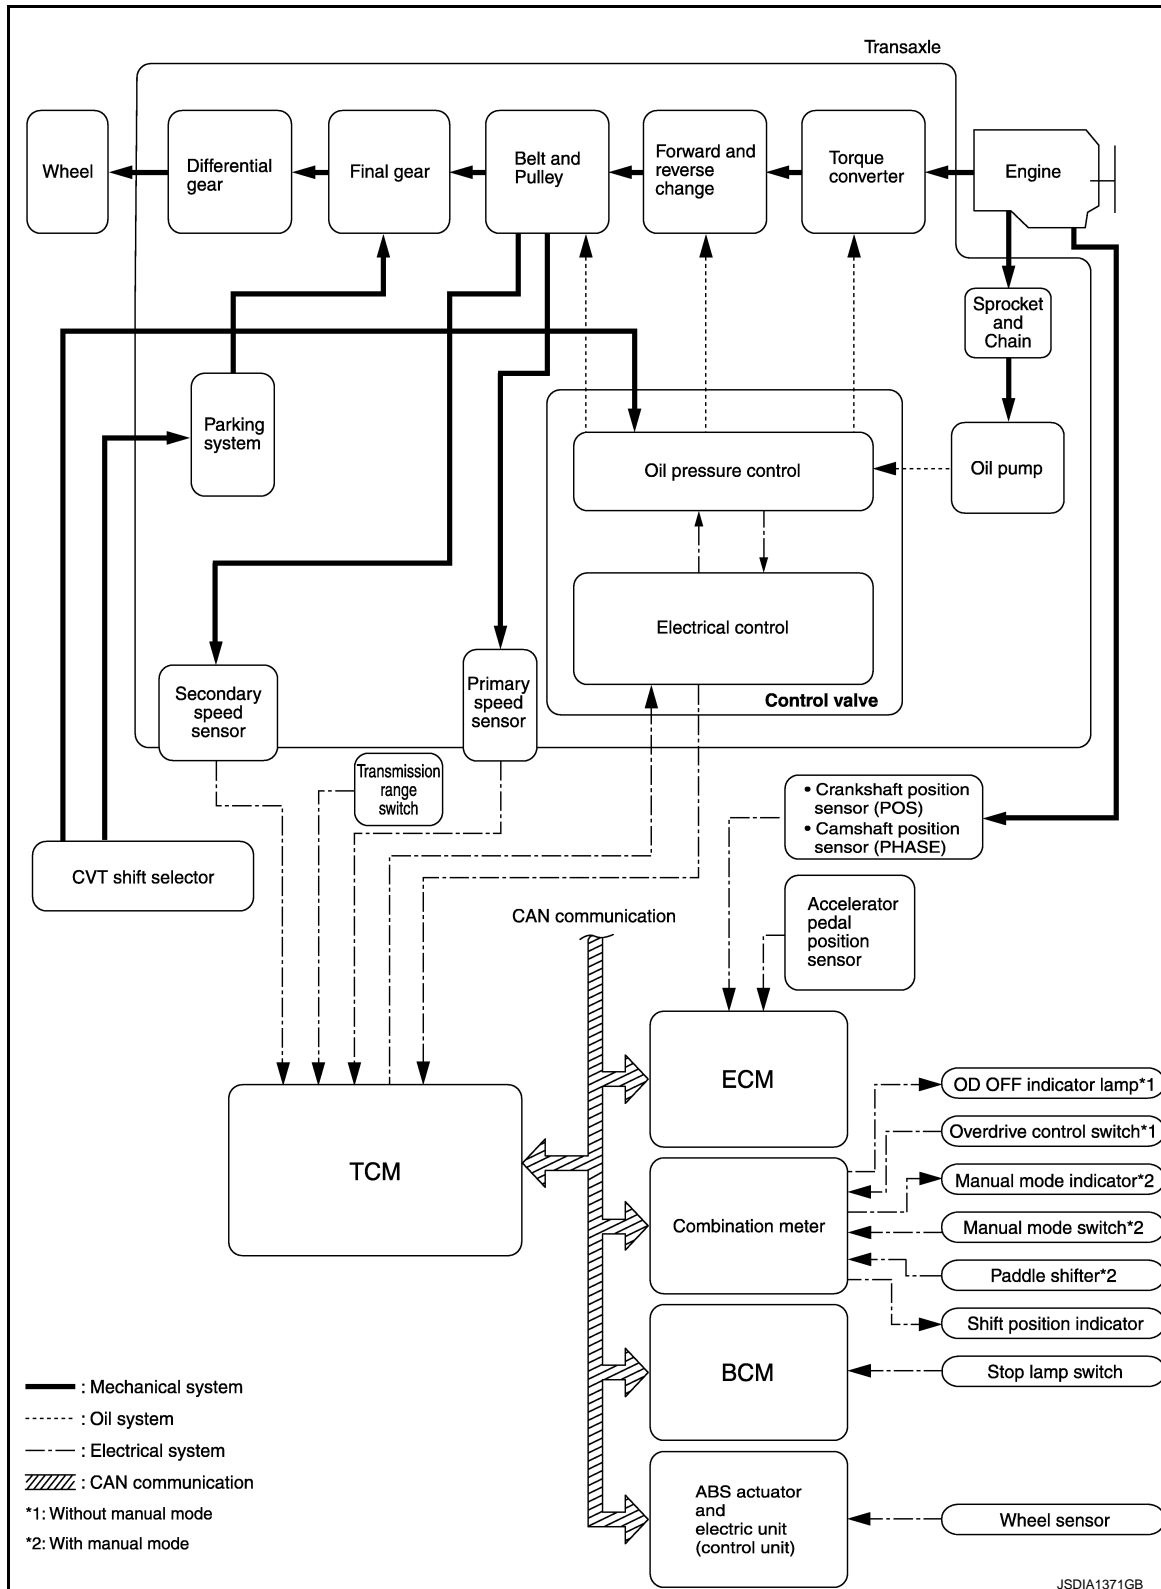 Transaxle
Wheel
Differential
gear
Final gear
Belt and
Pulley
Forward and
reverse
change
Torque
converter
Engine
Sprocket
and
Chain
Parking
system
Oil pressure control
Oil pump
Electrical control
Control valve
Secondary
speed
sensor
Primary
speed
sensor
Transmission
range
switch
• Crankshaft position
sensor (POS)
• Camshaft position
sensor (PHASE)
CVT shift selector
CAN communication
Accelerator
pedal
position
sensor
ECM
TCM
Combination meter
BCM
ABS actuator
and
electric unit
(control unit)
OD OFF indicator lamp*1
Overdrive control switch*1
Manual mode indicator*2
Manual mode switch*2
Paddle shifter*2
Shift position indicator
Stop lamp switch
Wheel sensor
: Mechanical system
: Oil system
: Electrical system
: CAN communication
*1: Without manual mode
*2: With manual mode
JSDIA1371GB